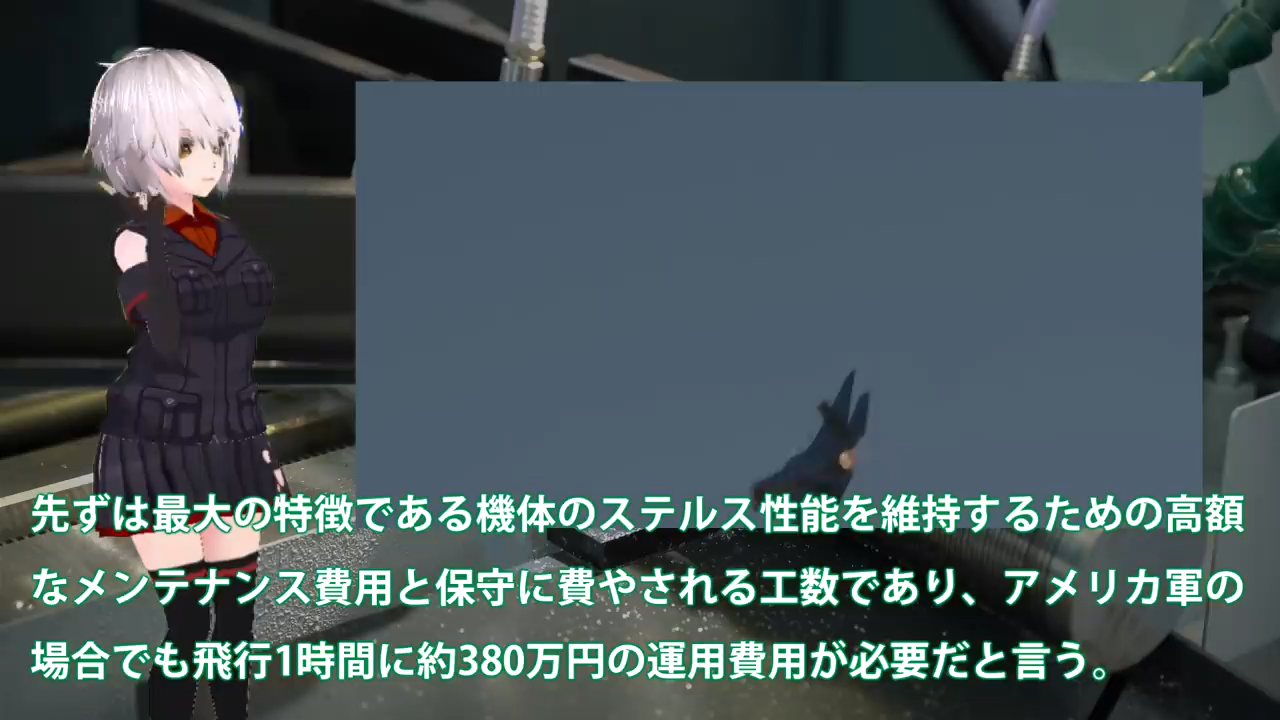 先ずは最大の特徴である機体のステルス性能を維持するための高額
なメンテナンス費用と保守に費やされる工数であり、アメリカ軍の
場合でも飛行1時間に約380万円の運用費用が必要だと言う。